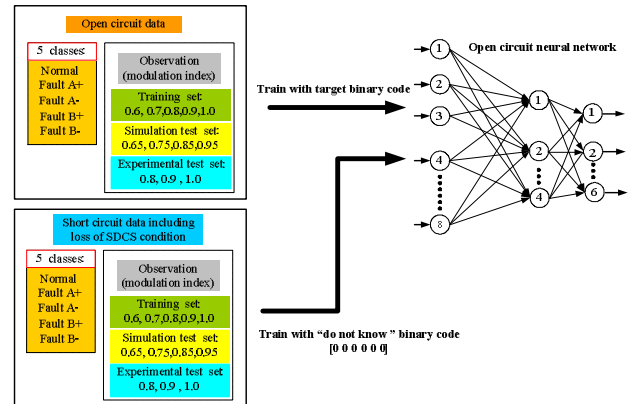 Open circuit data
5 classes:
Normal
Fault A+
Fault A-
Fault B+
Fault B-
Observation
(modulation index)
Training set:
0.6, 0.7,0.8,0.9,1.0
Simulation test set:
0.65, 0.75,0.85,0.95
Experimental test set:
0.8, 0.9 , 1.0
Short circuit data including
loss of SDCS condition
5 classes:
Normal
Fault A+
Fault A-
Fault B+
Fault B-
Observation
(modulation index)
Training set:
0.6, 0.7,0.8,0.9,1.0
Simulation test set:
0.65, 0.75,0.85,0.95
Experimental test set:
0.8, 0.9 , 1.0
Train with target binary code
Train with “do not know ” binary code
[0 0 0 0 0 0]
Open circuit neural network
1
2
3
4
8
1
2
4
1
2
6